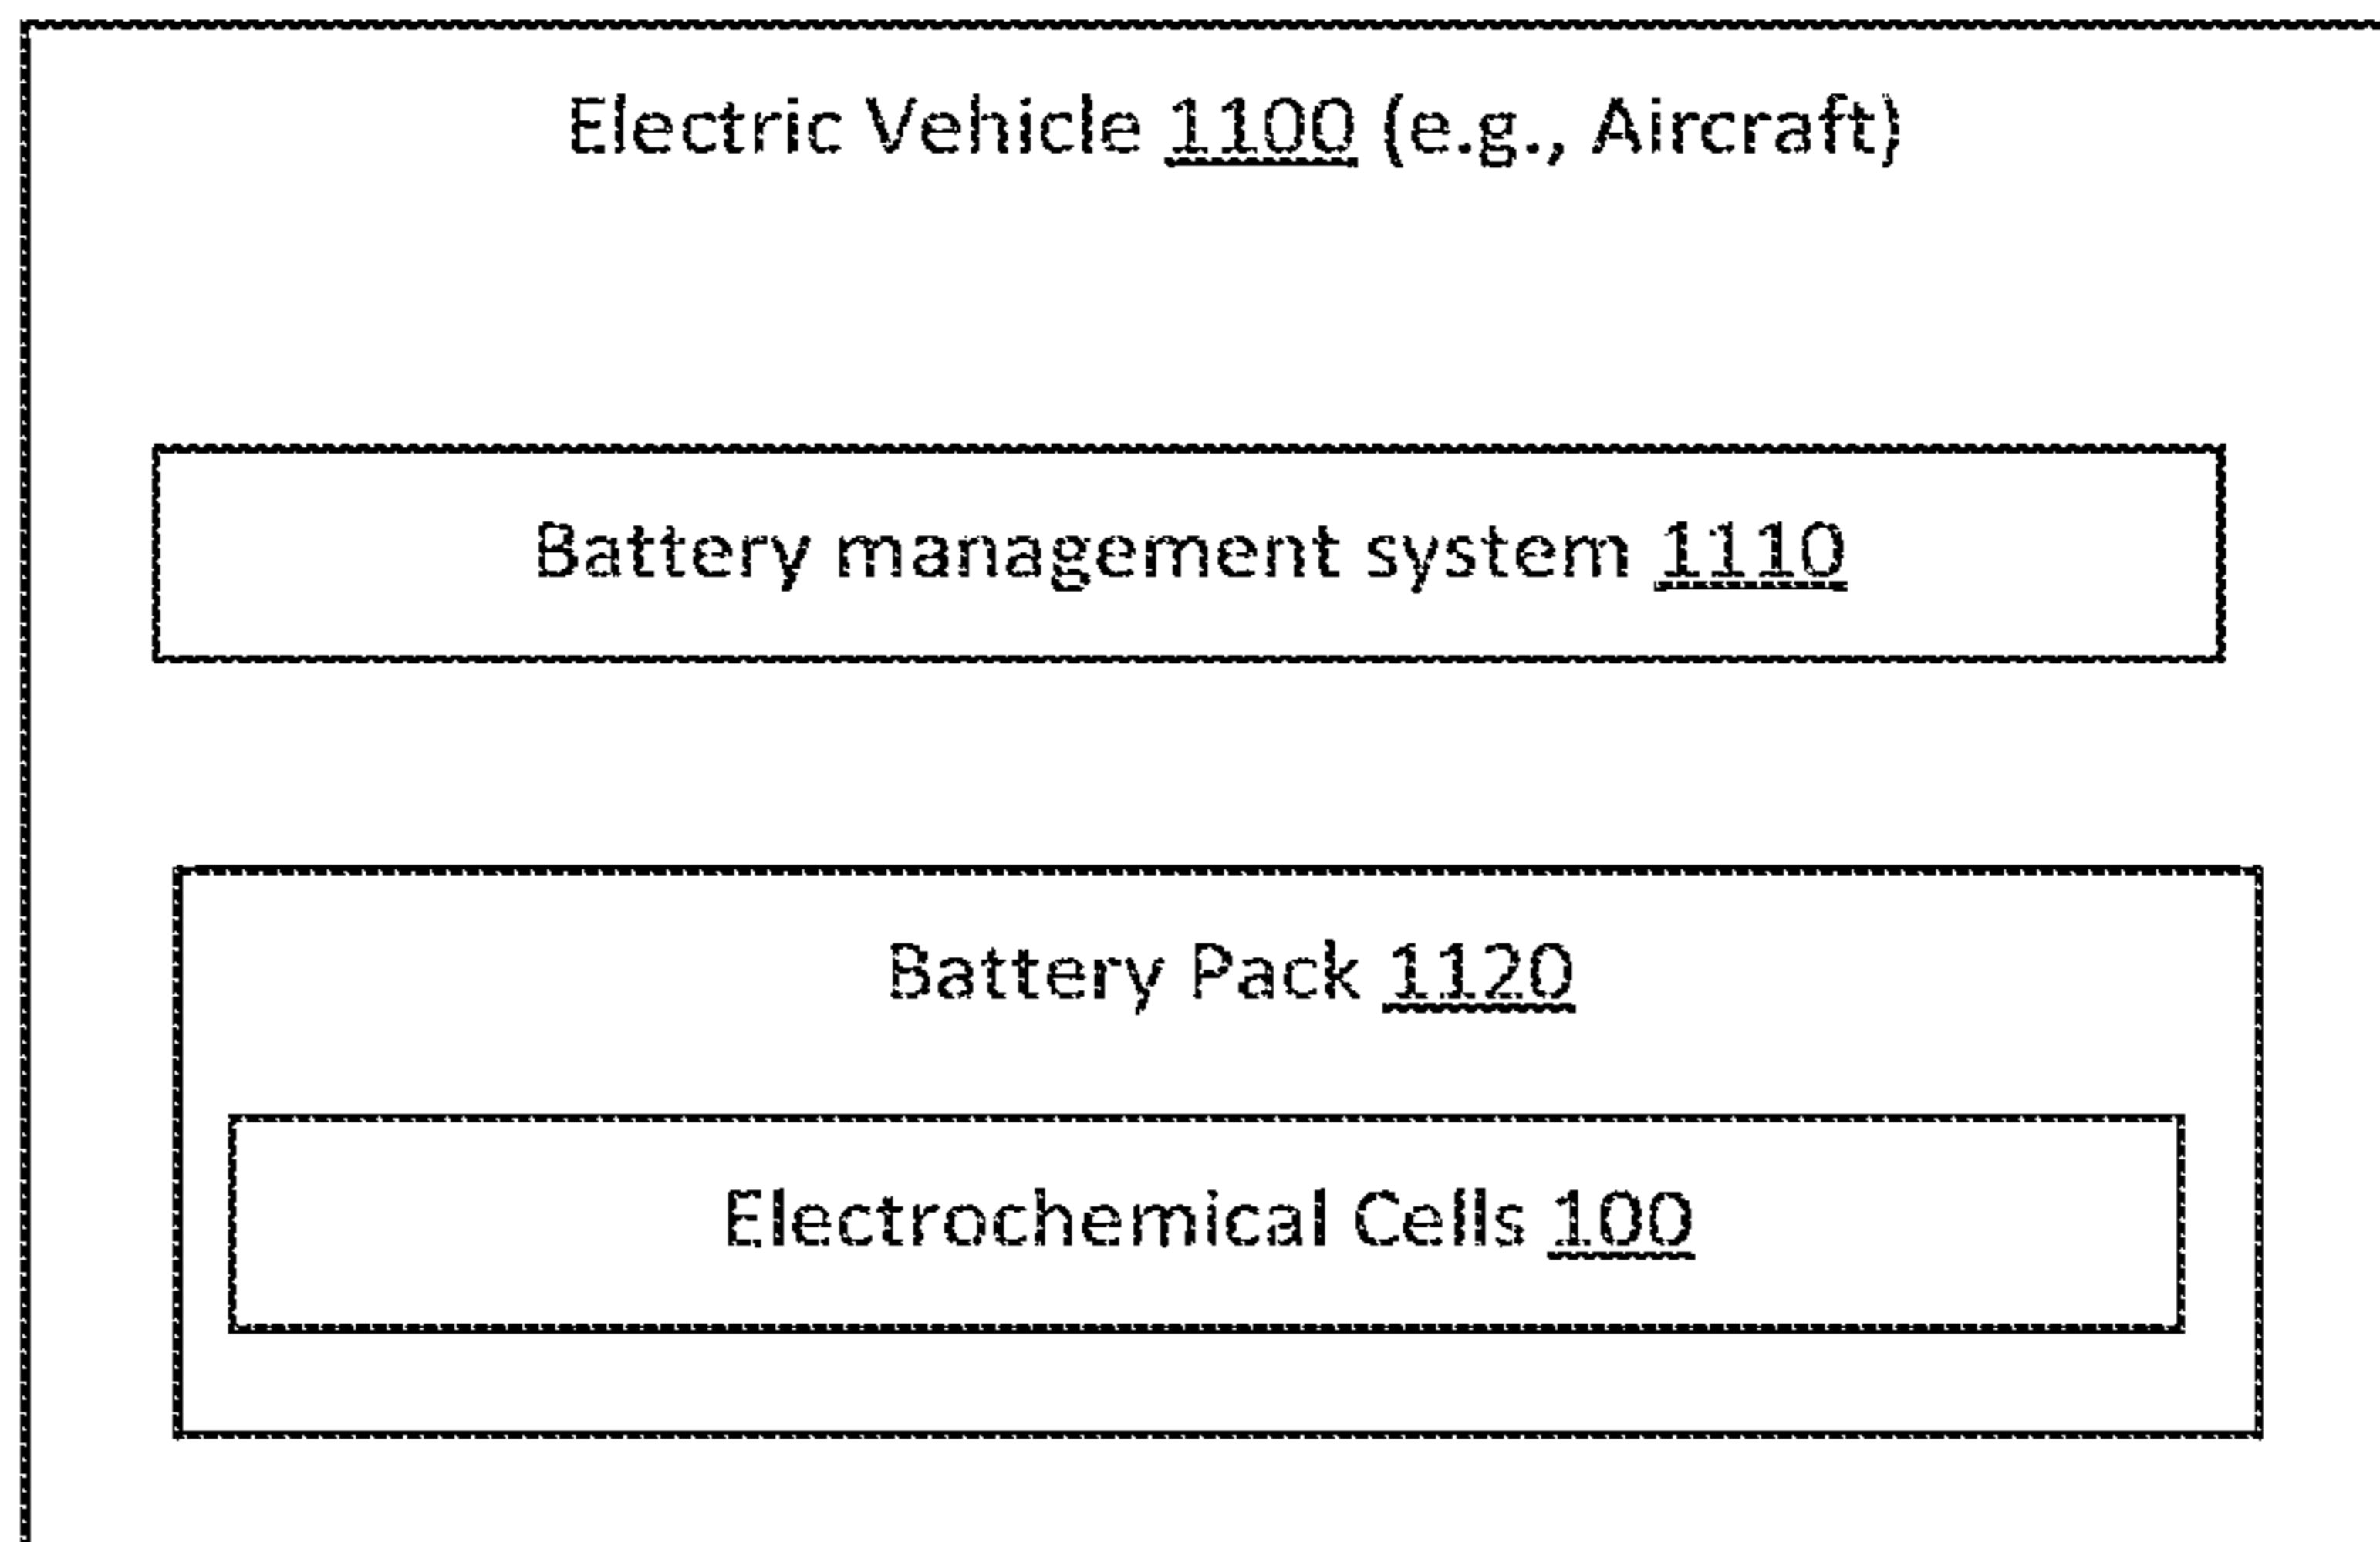 Electric Vehicle 1100 (e.g., Aircraft)
Battery management system 1110
Battery Pack 1120
Electrochemical Cells 100